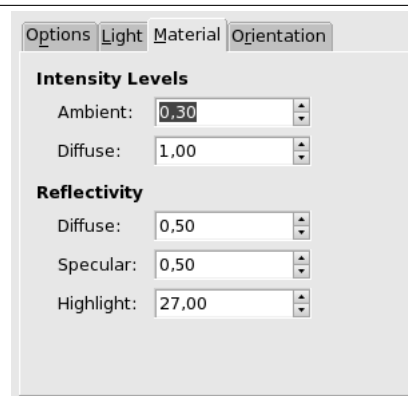 Options Light Material Orientation
Intensity Levels
Ambient: 0,30
Diffuse: 1,00
Reflectivity
Diffuse: 0,50
Specular: 0,50
Highlight: 27,00